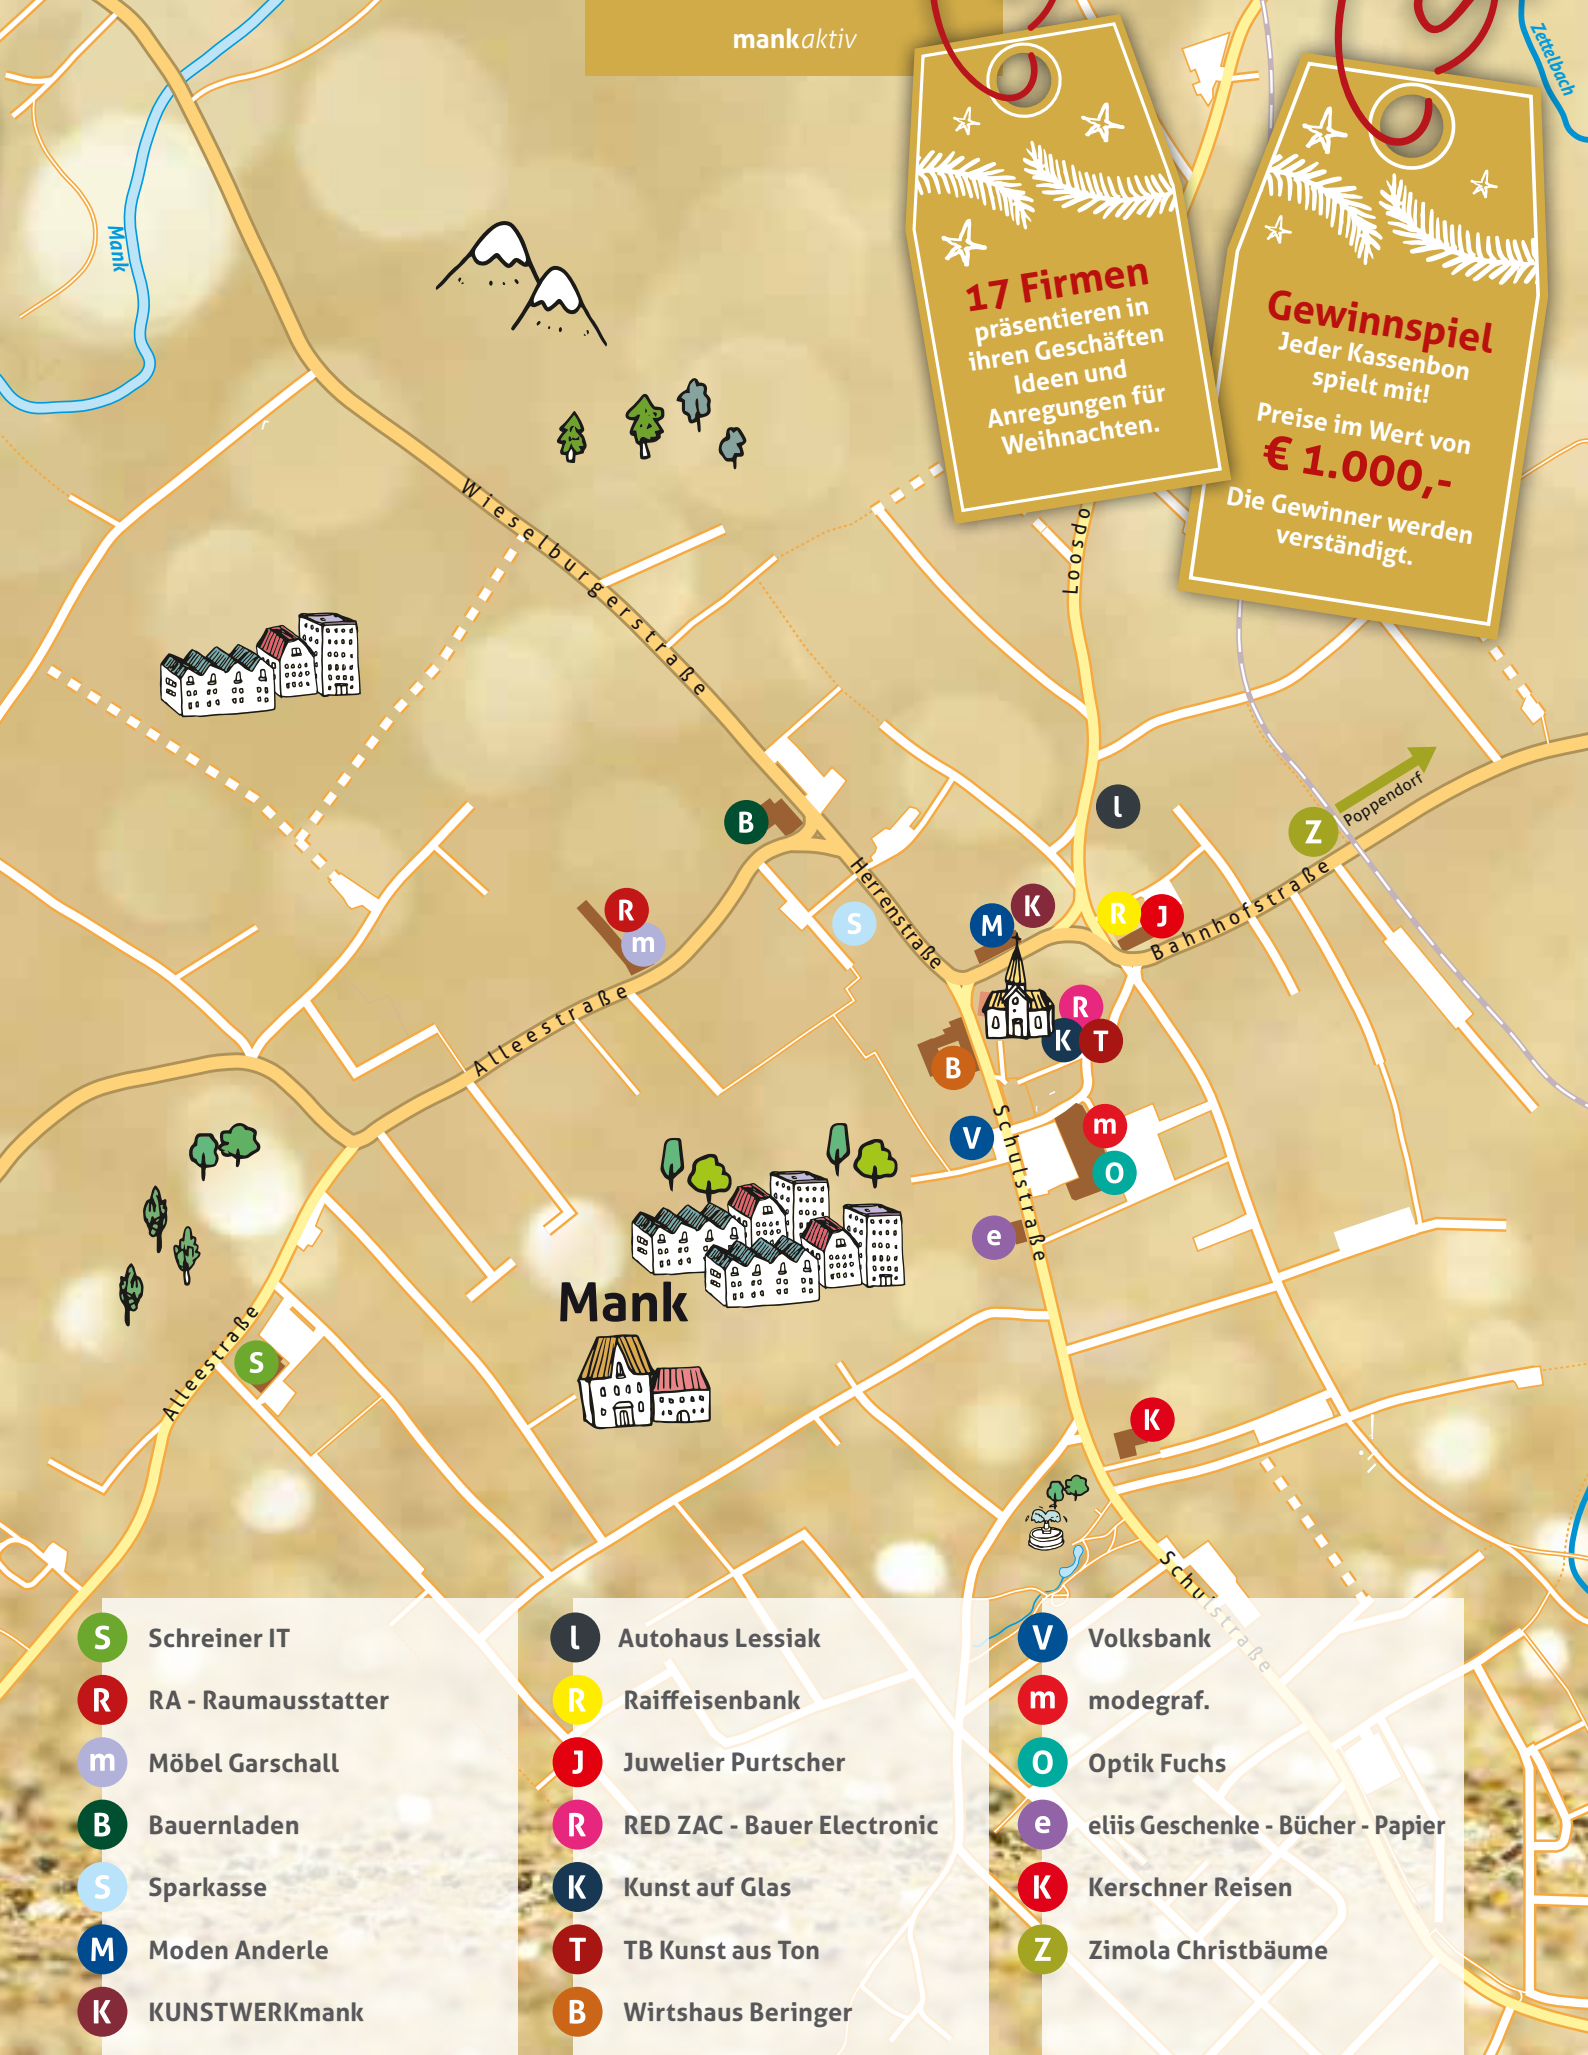 mankaktiv
Zettelbach
Mank
17 Firmen
präsentieren in
ihren Geschäften
Ideen und
Anregungen für
Weihnachten.
Gewinnspiel
Jeder Kassenbon
spielt mit!
Preise im Wert von
€ 1.000,-
Die Gewinner werden
verständigt.
r
Wieselburgerstraße
Loosdo
l
Poppendorf
Z
B
Herrenstraße
R
m
S
M
K
R
J
Bahnhofstraße
Alleestraße
R
K
T
B
V
Schulstraße
m
O
e
Mank
Alleestraße
S
K
Schulstraße
S Schreiner IT
R RA - Raumausstatter
m Möbel Garschall
B Bauernladen
S Sparkasse
M Moden Anderle
K KUNSTWERKmank
l Autohaus Lessiak
R Raiffeisenbank
J Juwelier Purtscher
R RED ZAC - Bauer Electronic
K Kunst auf Glas
T TB Kunst aus Ton
B Wirtshaus Beringer
V Volksbank
m modegraf.
O Optik Fuchs
e eliis Geschenke - Bücher - Papier
K Kerschner Reisen
Z Zimola Christbäume